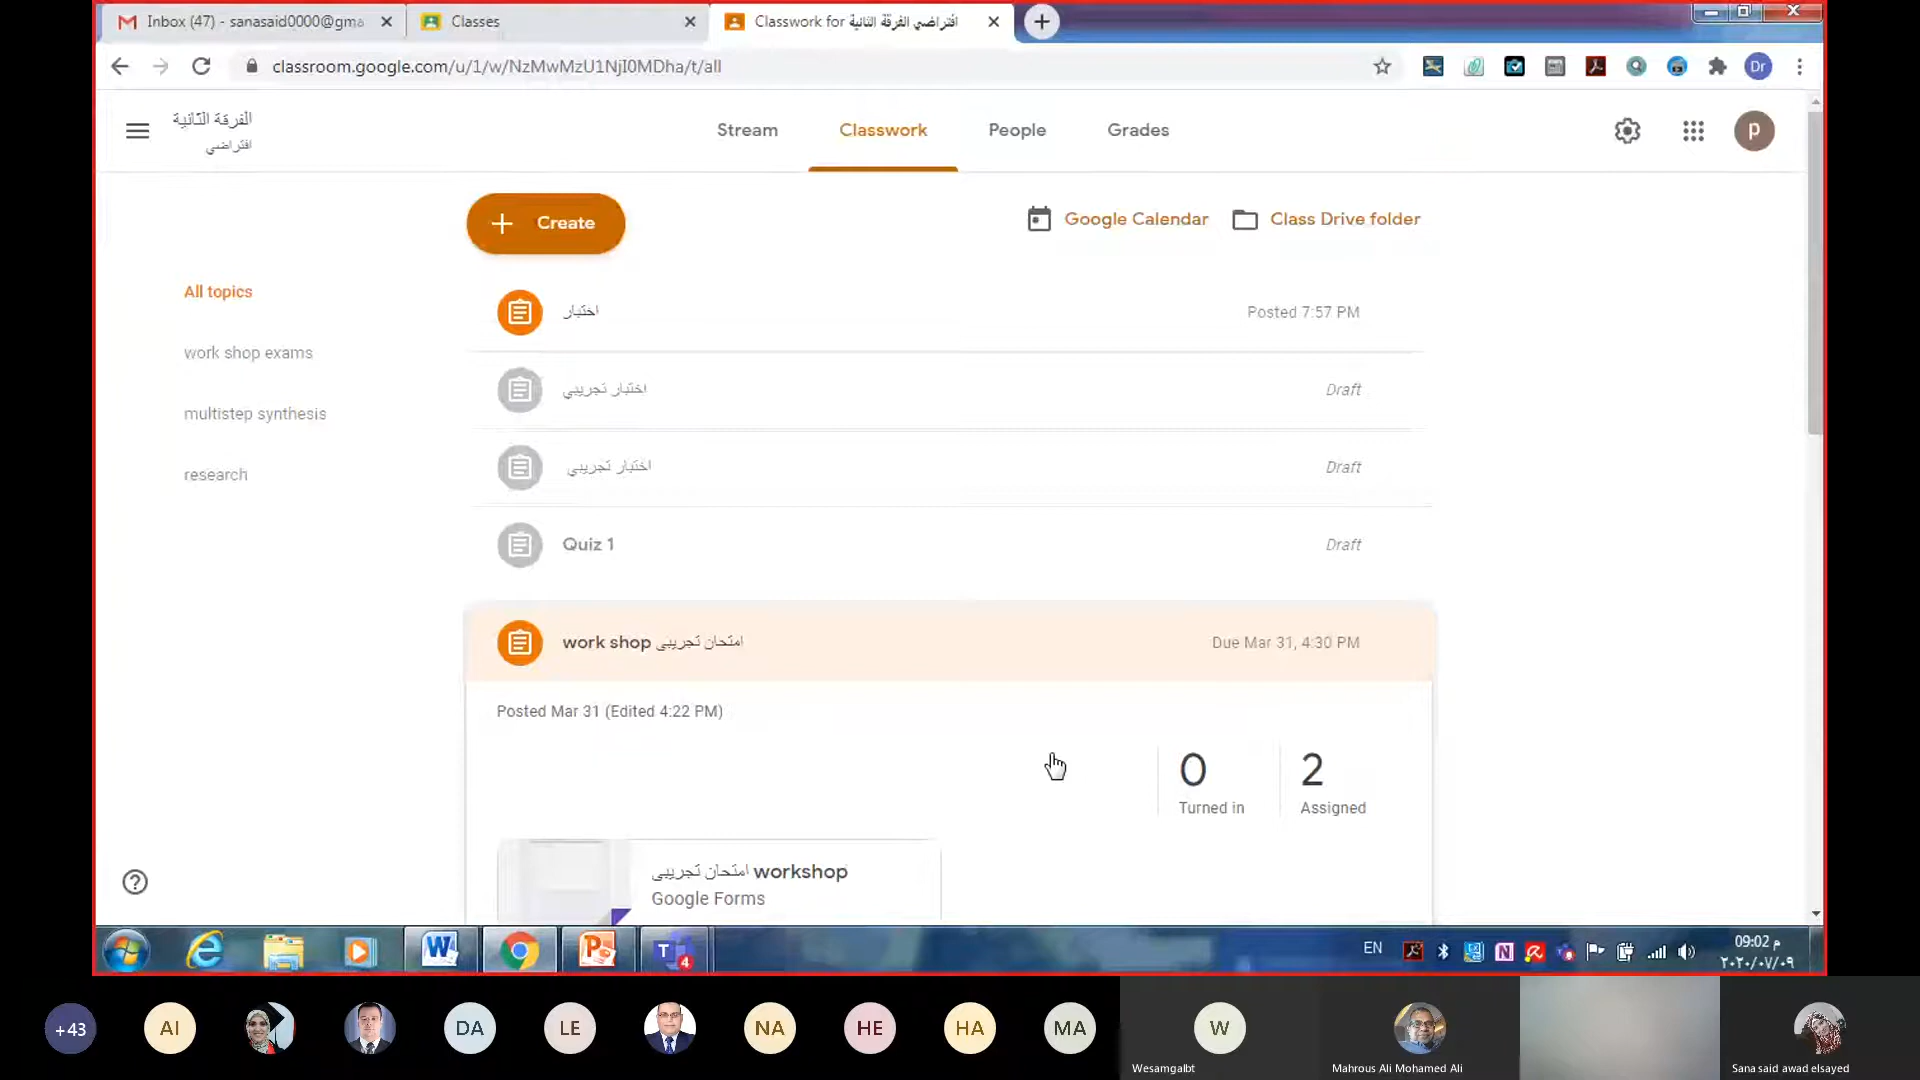 Inbox (47) - sanasaid0000@gma
Classes
Classwork for افتراضي الفرقة الثانية
classroom.google.com/u/1/w/NzMwMzU1NjI0MDha/t/all
Dr
الفرقة الثانية
افتراضي
Stream
Classwork
People
Grades
p
Create
Google Calendar
Class Drive folder
All topics
work shop exams
multistep synthesis
research
اختبار
Posted 7:57 PM
اختبار تجريبي
Draft
اختبار تجريبي
Draft
Quiz 1
Draft
work shop امتحان تجريبى
Due Mar 31, 4:30 PM
Posted Mar 31 (Edited 4:22 PM)
0
Turned in
2
Assigned
امتحان تجريبى workshop
Google Forms
EN
09:02 م
٢٠٢٠/٠٧/٠٩
+43
AI
DA
LE
NA
HE
HA
MA
W
Wesamgalbt
Mahrous Ali Mohamed Ali
Sana said awad elsayed